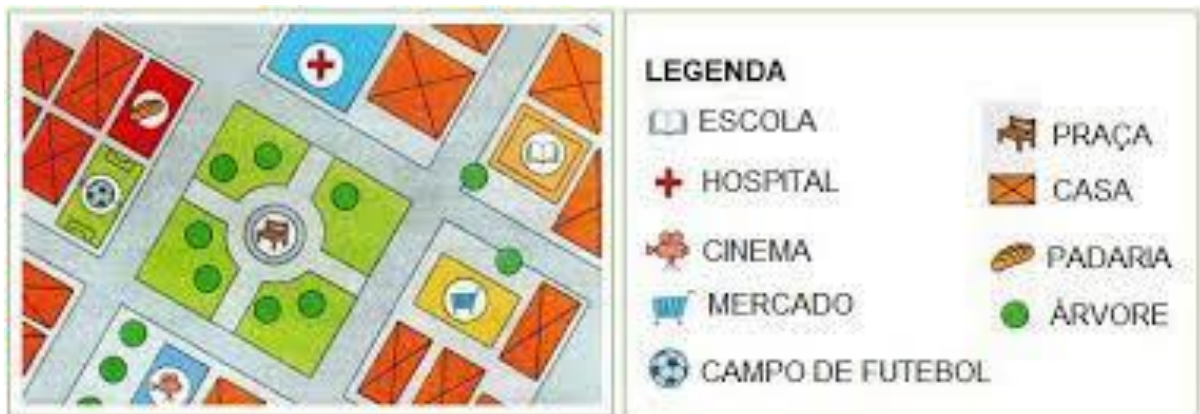 LEGENDA
ESCOLA
HOSPITAL
CINEMA
MERCADO
CAMPO DE FUTEBOL
PRAÇA
CASA
PADARIA
ÁRVORE